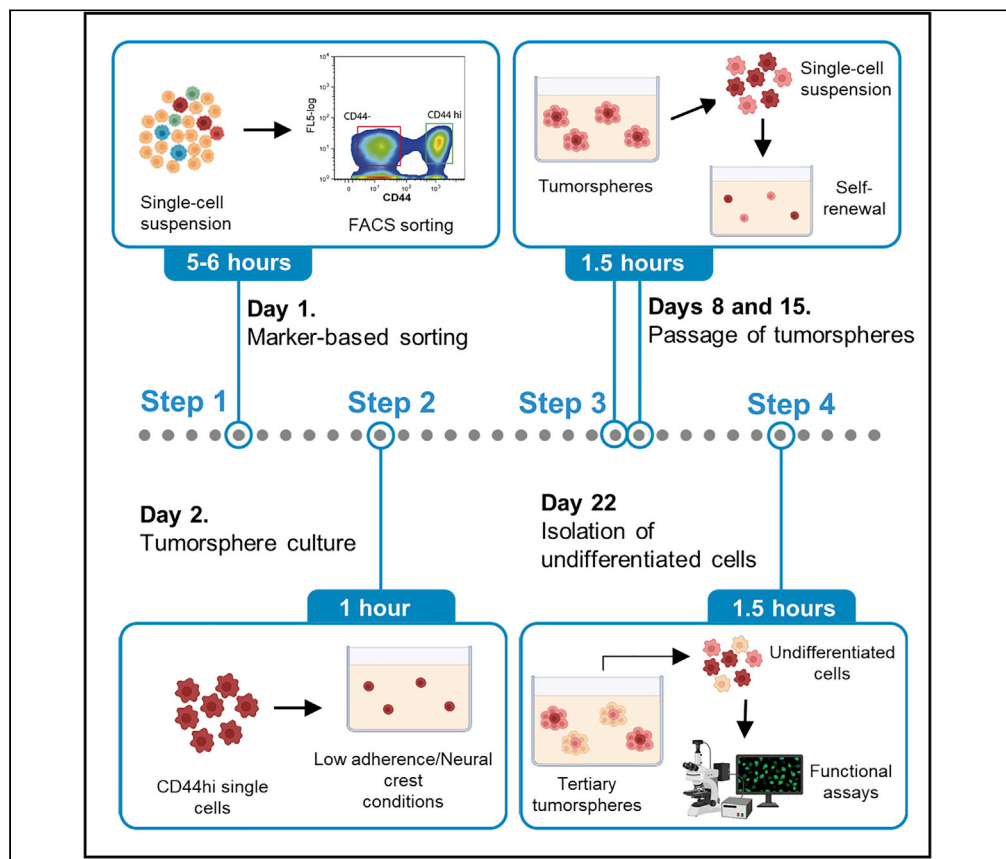 Single-cell
suspension
FL5-log
10⁴
10³
10²
10¹
10⁰
CD44-
CD44 hi
0
10¹
10²
10³
CD44
FACS sorting
5-6 hours
Tumorspheres
Single-cell
suspension
Self-
renewal
1.5 hours
Day 1.
Marker-based sorting
Days 8 and 15.
Passage of tumorspheres
Step 1
Step 2
Step 3
Step 4
Day 2.
Tumorsphere culture
Day 22
Isolation of
undifferentiated cells
1 hour
CD44hi single
cells
Low adherence/Neural
crest
conditions
1.5 hours
Undifferentiated
cells
Tertiary
tumorspheres
Functional
assays